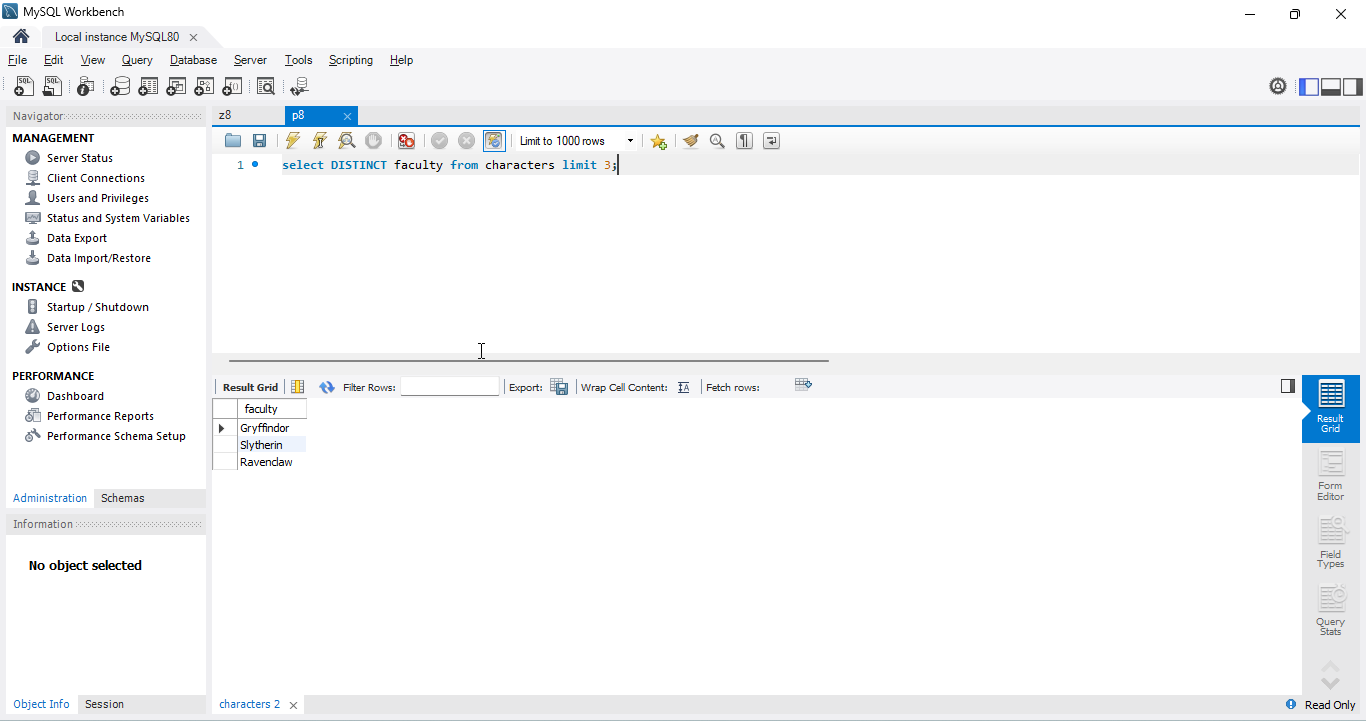 MySQL Workbench
Local instance MySQL80
File Edit View Query Database Server Tools Scripting Help
Navigator
MANAGEMENT
Server Status
Client Connections
Users and Privileges
Status and System Variables
Data Export
Data Import/Restore
INSTANCE
Startup / Shutdown
Server Logs
Options File
PERFORMANCE
Dashboard
Performance Reports
Performance Schema Setup
Administration Schemas
Information
No object selected
Object Info Session
z8 p8
Limit to 1000 rows
1 select DISTINCT faculty from characters limit 3;
Result Grid Filter Rows: Export: Wrap Cell Content: Fetch rows:
faculty
Gryffindor
Slytherin
Ravenclaw
Result
Grid
Form
Editor
Field
Types
Query
Stats
characters 2
Read Only